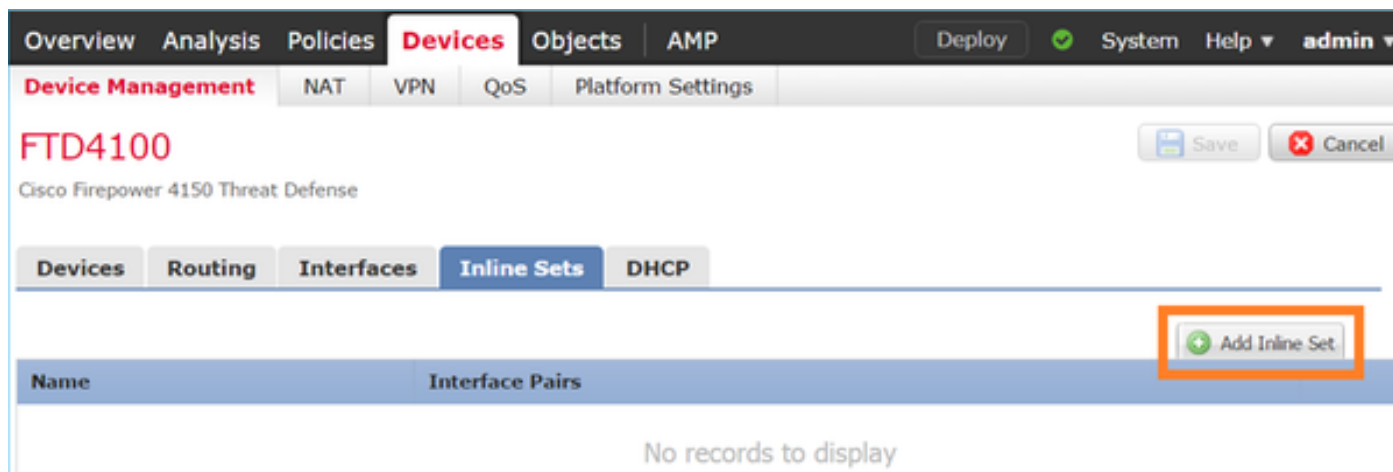 Overview Analysis Policies Devices Objects AMP Deploy System Help admin
Device Management NAT VPN QoS Platform Settings
FTD4100
Save Cancel
Cisco Firepower 4150 Threat Defense
Devices Routing Interfaces Inline Sets DHCP
Add Inline Set
Name Interface Pairs
No records to display